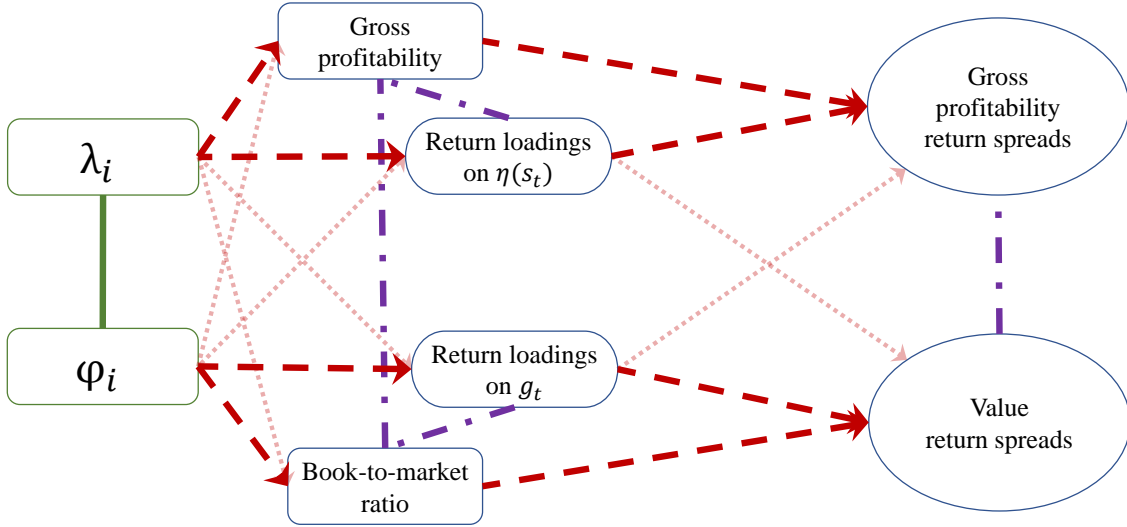 Gross
profitability
λᵢ
Return loadings
on η(sₜ)
Gross
profitability
return spreads
φᵢ
Return loadings
on gₜ
Book-to-market
ratio
Value
return spreads